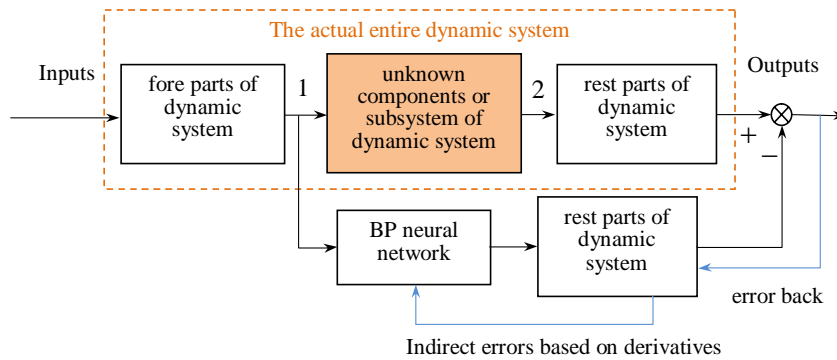 The actual entire dynamic system
Inputs
fore parts of
dynamic
system
1
unknown
components or
subsystem of
dynamic system
2
rest parts of
dynamic
system
Outputs
+
−
BP neural
network
rest parts of
dynamic
system
error back
Indirect errors based on derivatives